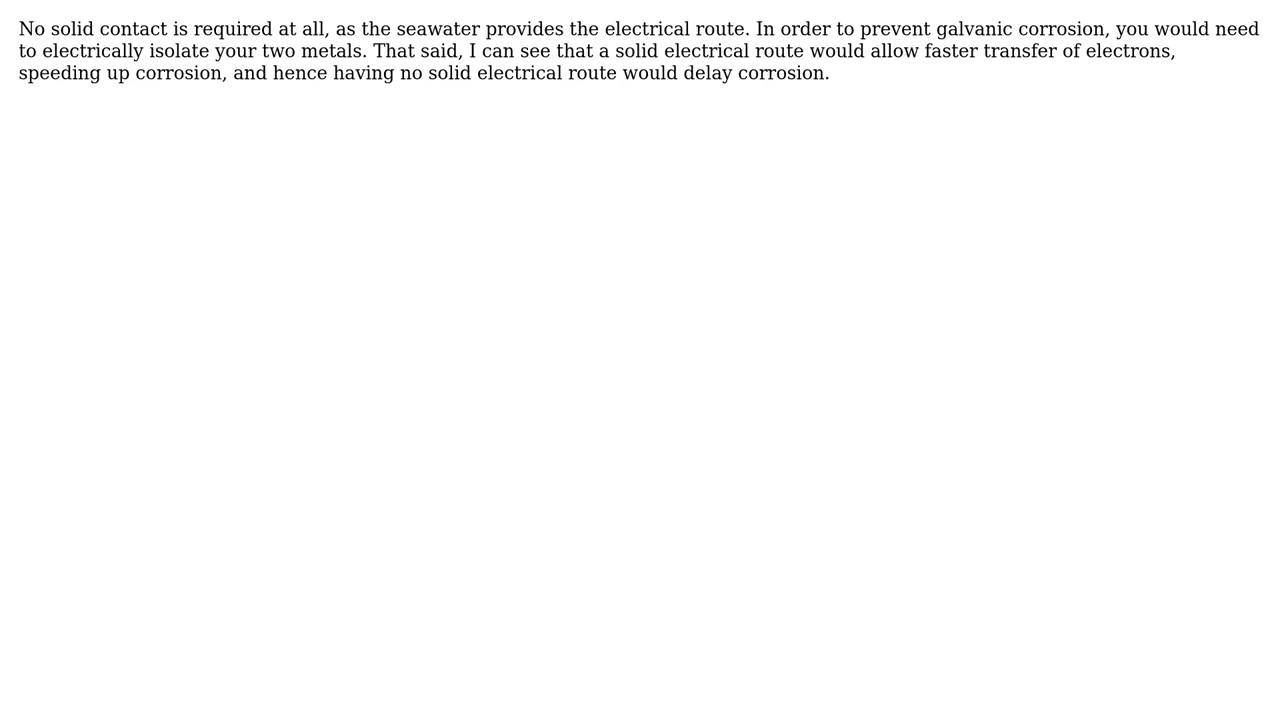 No solid contact is required at all, as the seawater provides the electrical route. In order to prevent galvanic corrosion, you would need
to electrically isolate your two metals. That said, I can see that a solid electrical route would allow faster transfer of electrons,
speeding up corrosion, and hence having no solid electrical route would delay corrosion.